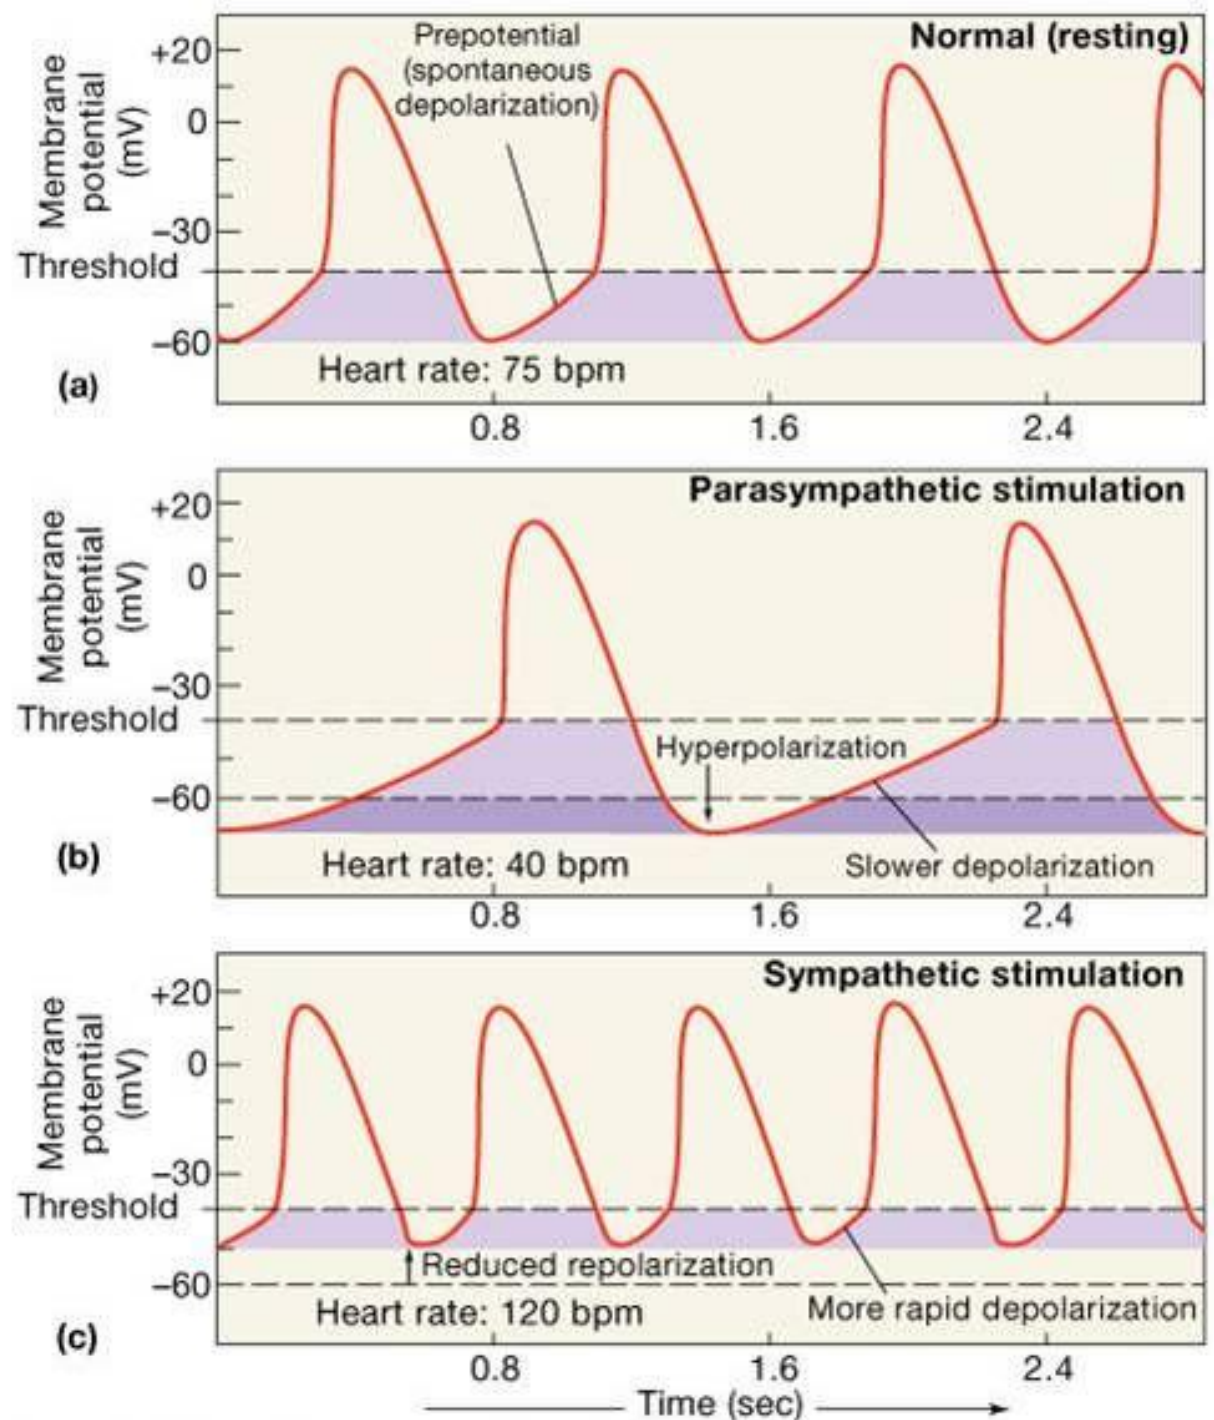 Normal (resting)
Prepotential
(spontaneous
depolarization)
Membrane
potential
(mV)
+20
0
–30
Threshold
–60
Heart rate: 75 bpm
(a)
0.8
1.6
2.4
Parasympathetic stimulation
Membrane
potential
(mV)
+20
0
–30
Threshold
Hyperpolarization
–60
Slower depolarization
Heart rate: 40 bpm
(b)
0.8
1.6
2.4
Sympathetic stimulation
Membrane
potential
(mV)
+20
0
–30
Threshold
Reduced repolarization
–60
More rapid depolarization
Heart rate: 120 bpm
(c)
0.8
1.6
2.4
Time (sec)